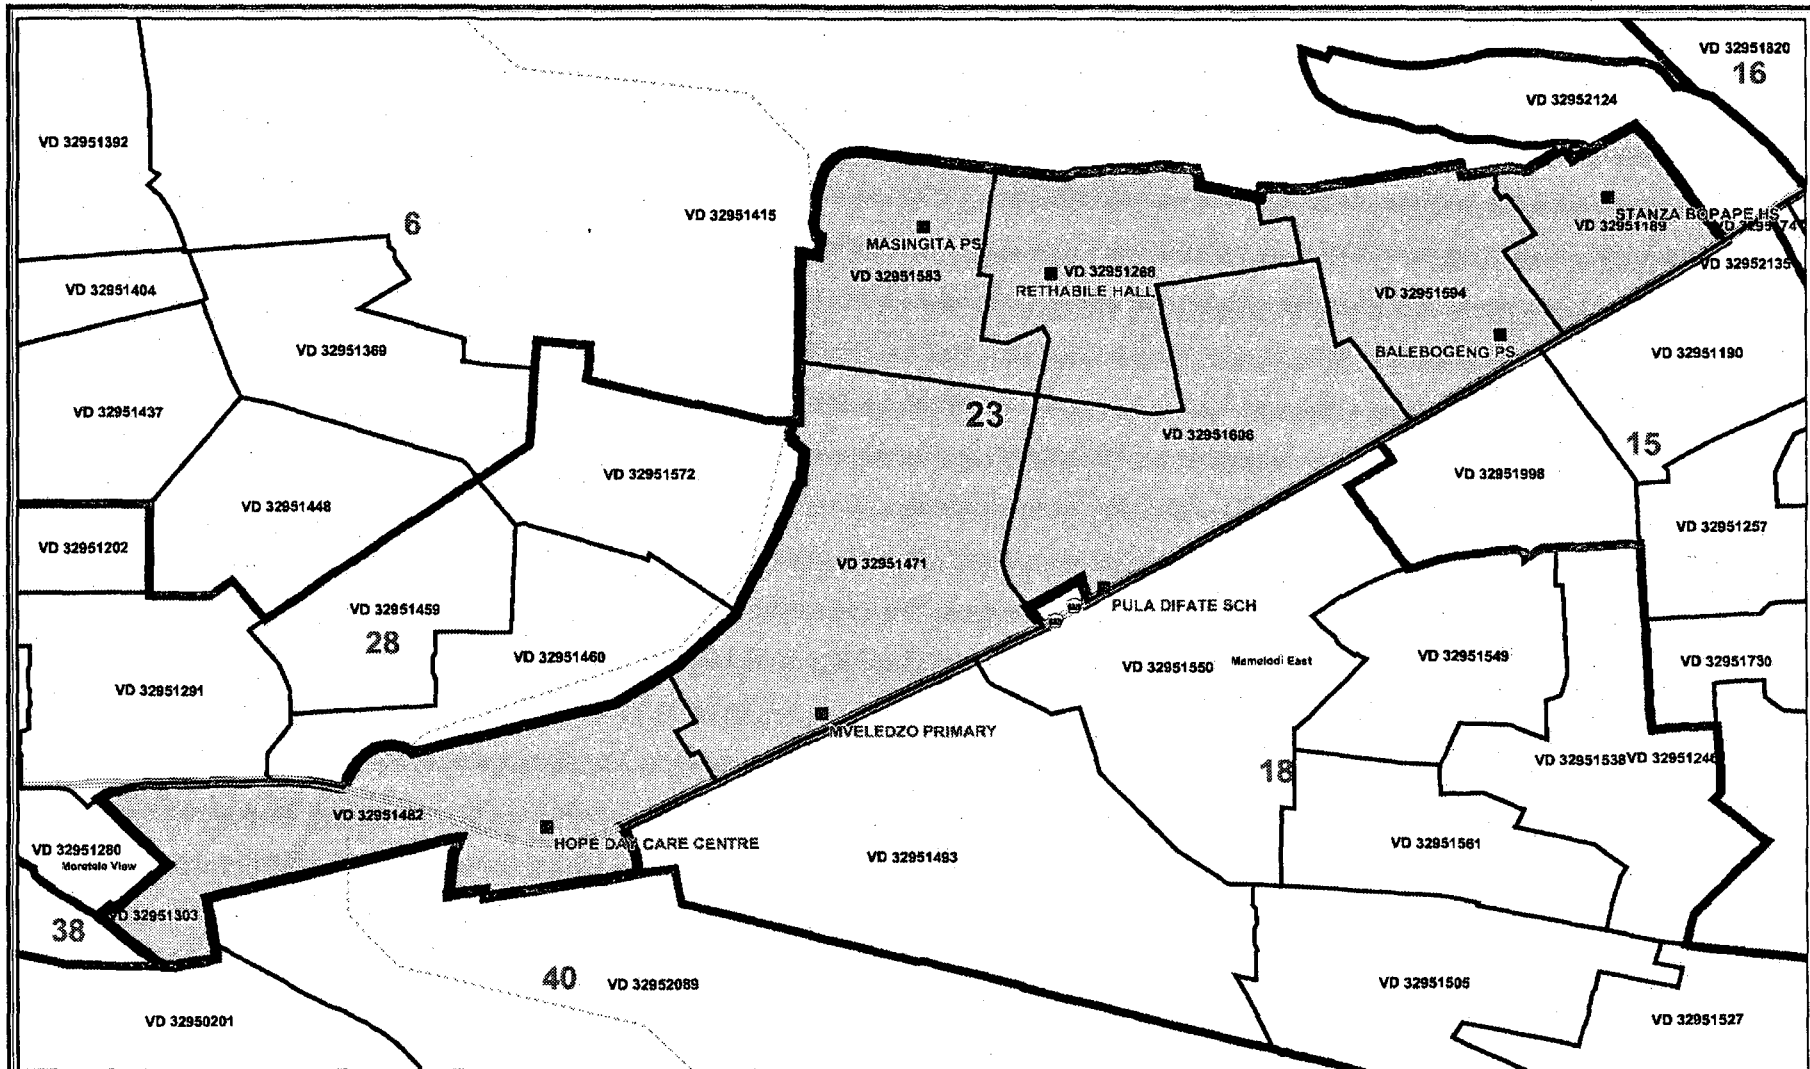 VD 32951820
16
VD 32952124
VD 32951392
6
VD 32951415
STANZA BOPAPE HS
VD 32951189
MASINGITA PS
VD 32951583
VD 32951268
RETHABILE HALL
VD 32952135
VD 32951404
VD 32951594
VD 32951369
BALEBOGENG PS
VD 32951190
VD 32951437
23
VD 32951606
15
VD 32951572
VD 32951998
VD 32951448
VD 32951257
VD 32951202
VD 32951471
VD 32951459
PULA DIFATE SCH
28
VD 32951460
VD 32951550
Mamelodi East
VD 32951549
VD 32951730
VD 32951291
MVELEDZO PRIMARY
18
VD 32951538
VD 32951246
VD 32951482
HOPE DAY CARE CENTRE
VD 32951280
Moretele View
VD 32951493
VD 32951561
VD 32951303
38
40
VD 32952089
VD 32951505
VD 32950201
VD 32951527